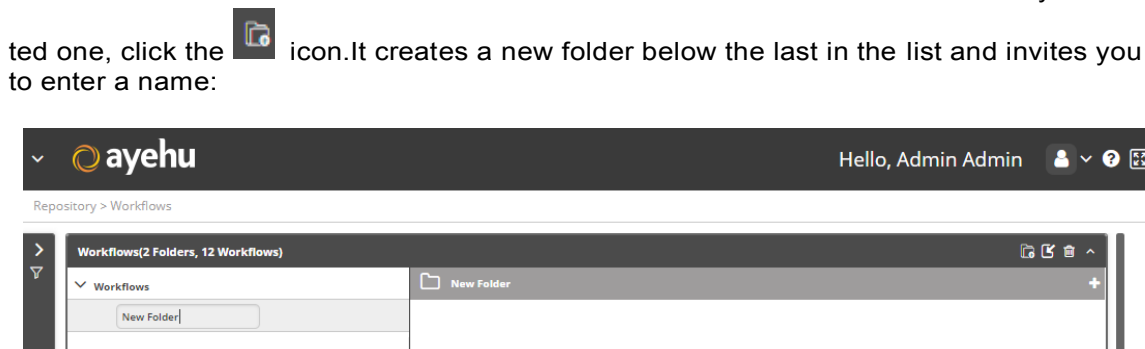 ted one, click the icon.It creates a new folder below the last in the list and invites you
to enter a name:
ayehu
Hello, Admin Admin
Repository > Workflows
Workflows(2 Folders, 12 Workflows)
Workflows
New Folder
New Folder